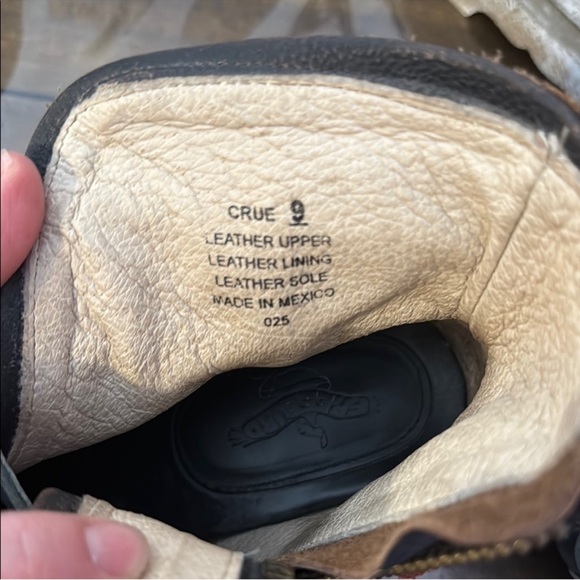 CRUE 9
LEATHER UPPER
LEATHER LINING
LEATHER SOLE
MADE IN MEXICO
025